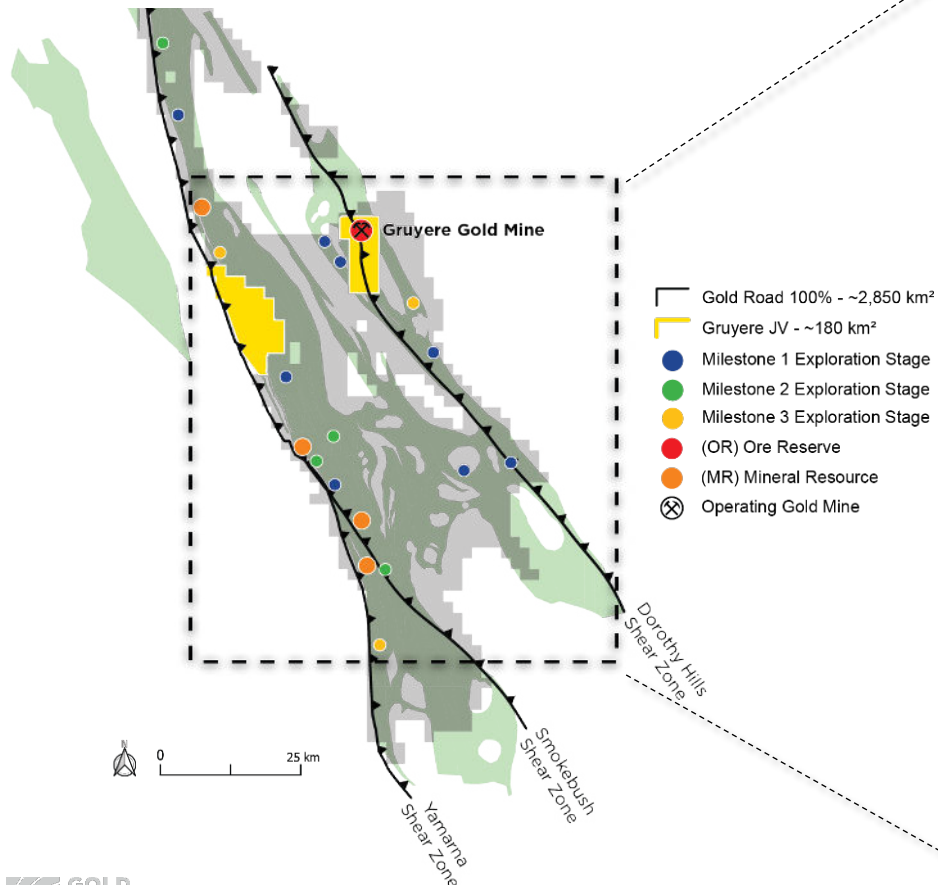 Gruyere Gold Mine
Gold Road 100% - ~2,850 km²
Gruyere JV - ~180 km²
Milestone 1 Exploration Stage
Milestone 2 Exploration Stage
Milestone 3 Exploration Stage
(OR) Ore Reserve
(MR) Mineral Resource
Operating Gold Mine
Dorothy Hills
Shear Zone
Smokebush
Shear Zone
Yamarna
Shear Zone
N
0
25 km
GOLD